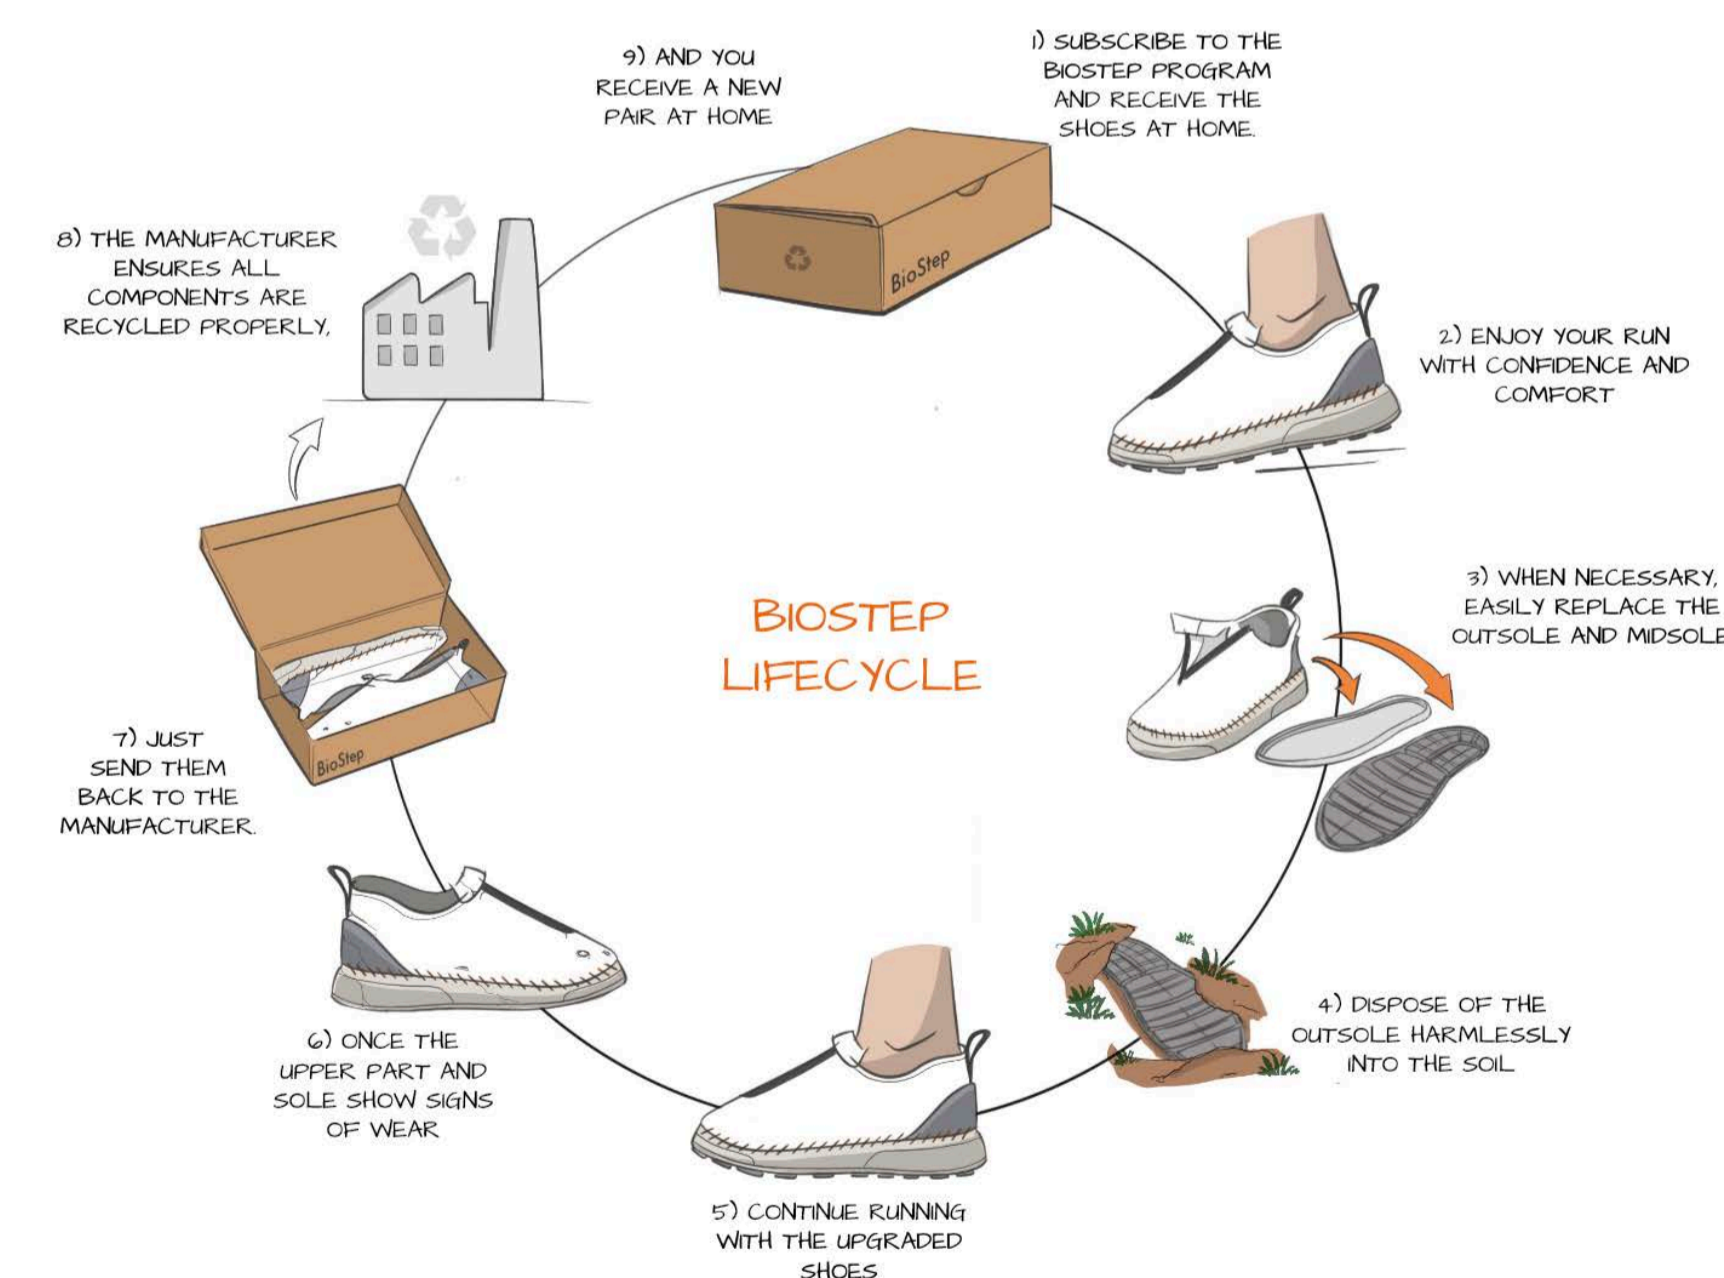 1) SUBSCRIBE TO THE
BIOSTEP PROGRAM
AND RECEIVE THE
SHOES AT HOME.
2) ENJOY YOUR RUN
WITH CONFIDENCE AND
COMFORT
3) WHEN NECESSARY,
EASILY REPLACE THE
OUTSOLE AND MIDSOLE
4) DISPOSE OF THE
OUTSOLE HARMLESSLY
INTO THE SOIL
5) CONTINUE RUNNING
WITH THE UPGRADED
SHOES
6) ONCE THE
UPPER PART AND
SOLE SHOW SIGNS
OF WEAR
7) JUST
SEND THEM
BACK TO THE
MANUFACTURER.
8) THE MANUFACTURER
ENSURES ALL
COMPONENTS ARE
RECYCLED PROPERLY,
9) AND YOU
RECEIVE A NEW
PAIR AT HOME
BIOSTEP
LIFECYCLE
BioStep
BioStep